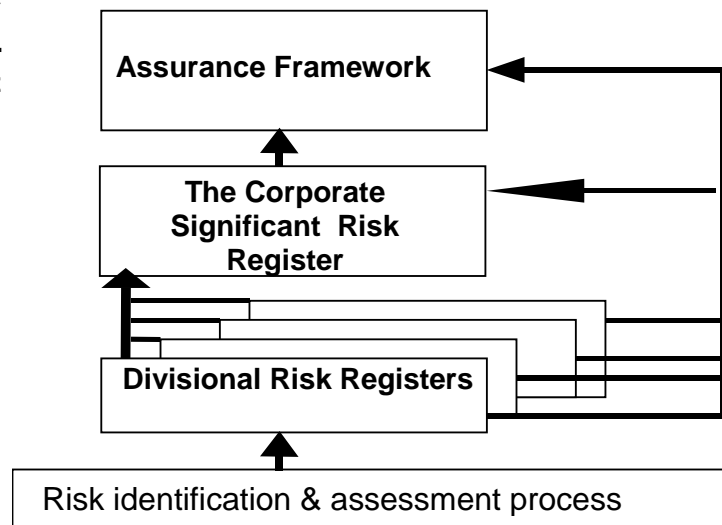 Assurance Framework
The Corporate
Significant Risk
Register
Divisional Risk Registers
Risk identification & assessment process